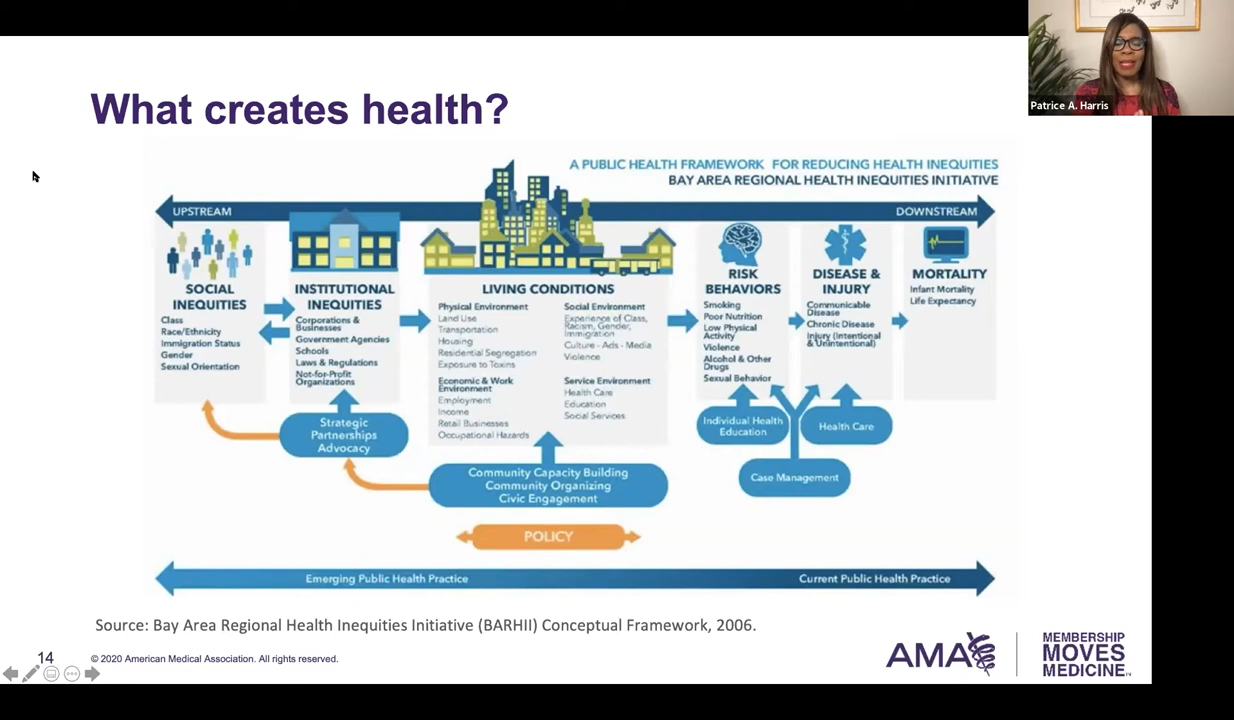 Patrice A. Harris
What creates health?
A PUBLIC HEALTH FRAMEWORK FOR REDUCING HEALTH INEQUITIES
BAY AREA REGIONAL HEALTH INEQUITIES INITIATIVE
UPSTREAM
DOWNSTREAM
SOCIAL
INEQUITIES
Class
Race/Ethnicity
Immigration Status
Gender
Sexual Orientation
INSTITUTIONAL
INEQUITIES
Corporations &
Businesses
Government Agencies
Schools
Laws & Regulations
Not-for-Profit
Organizations
LIVING CONDITIONS
Physical Environment
Land Use
Transportation
Housing
Residential Segregation
Exposure to Toxins
Economic & Work
Environment
Employment
Income
Retail Businesses
Occupational Hazards
Social Environment
Experience of Class,
Racism, Gender,
Immigration
Culture - Ads - Media
Violence
Service Environment
Health Care
Education
Social Services
RISK
BEHAVIORS
Smoking
Poor Nutrition
Low Physical
Activity
Violence
Alcohol & Other
Drugs
Sexual Behavior
DISEASE &
INJURY
Communicable
Disease
Chronic Disease
Injury (Intentional
& Unintentional)
MORTALITY
Infant Mortality
Life Expectancy
Strategic
Partnerships
Advocacy
Community Capacity Building
Community Organizing
Civic Engagement
Individual Health
Education
Health Care
Case Management
POLICY
Emerging Public Health Practice
Current Public Health Practice
Source: Bay Area Regional Health Inequities Initiative (BARHII) Conceptual Framework, 2006.
14
© 2020 American Medical Association. All rights reserved.
AMA
MEMBERSHIP
MOVES
MEDICINE™